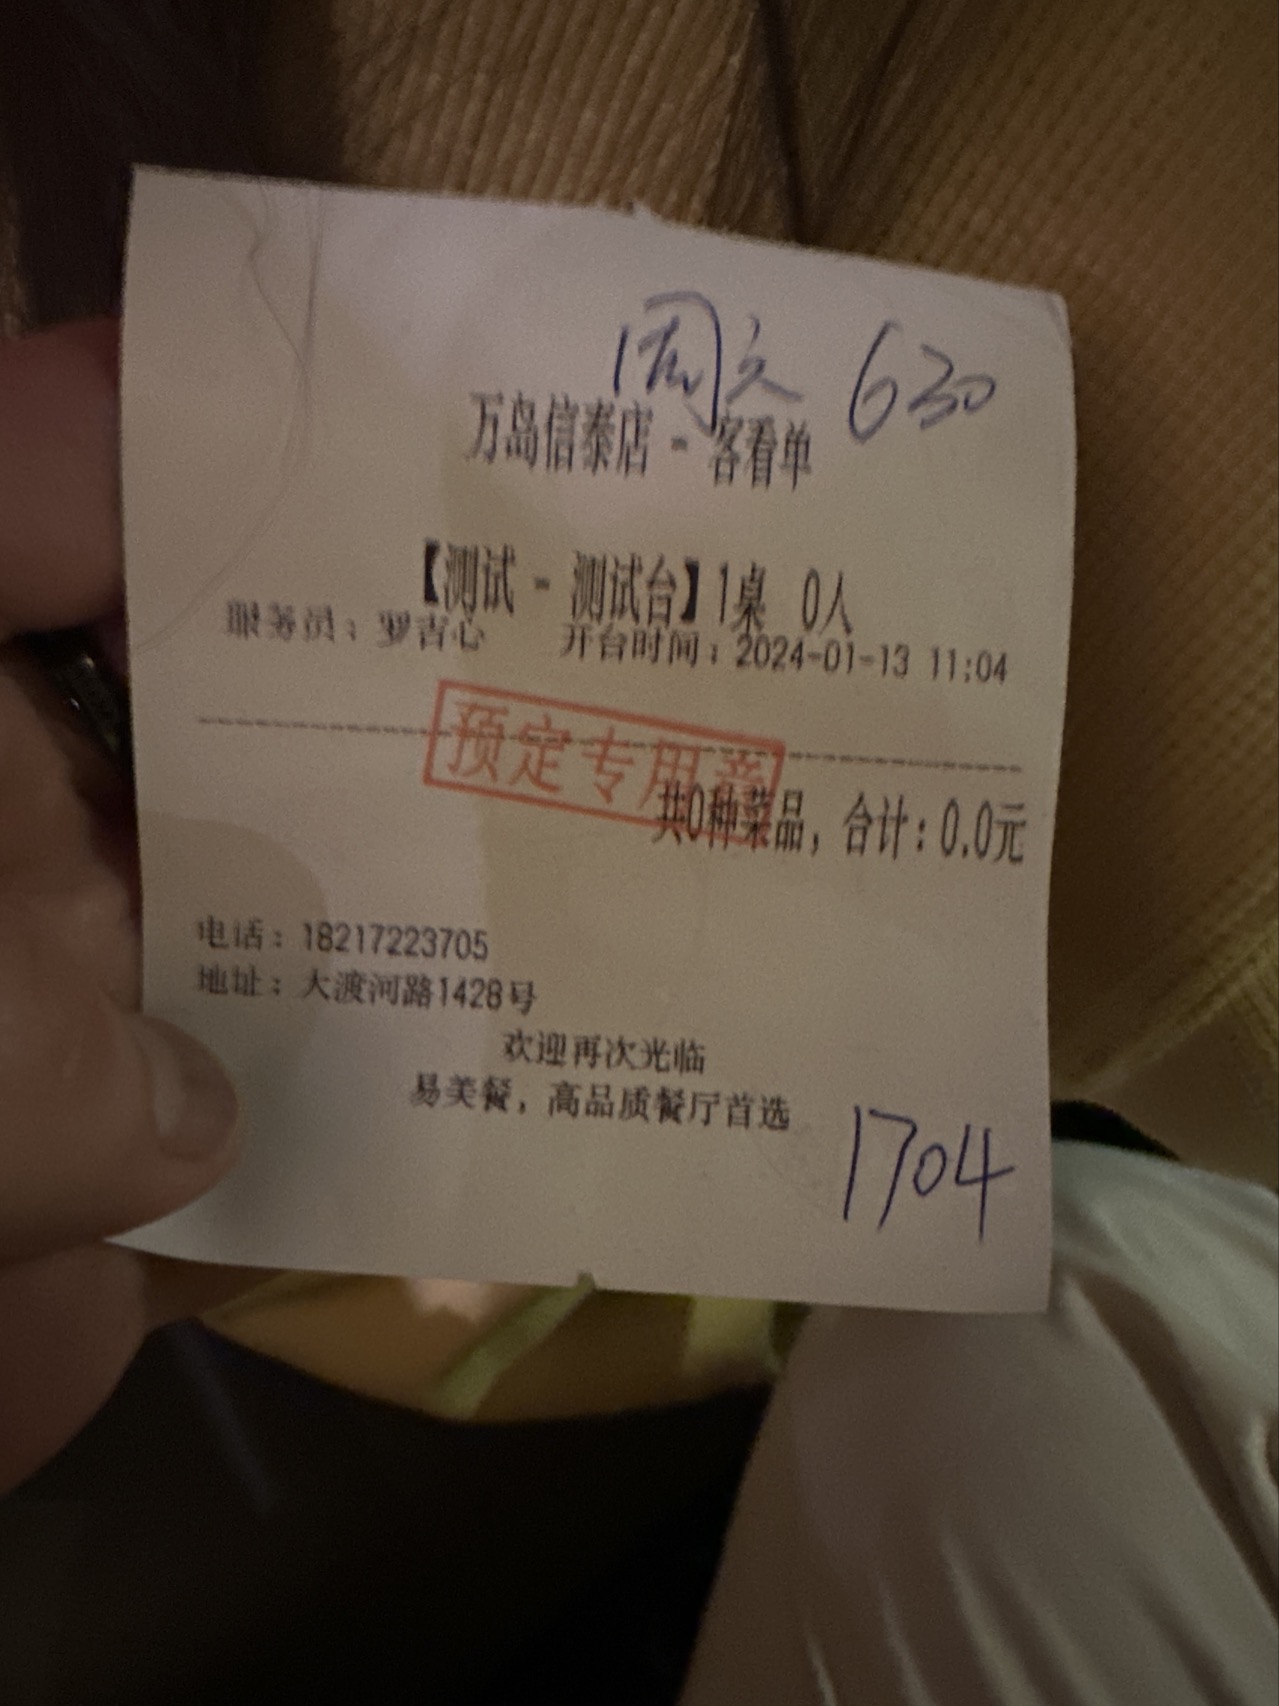 周六 630
万岛信泰店 - 客看单
【测试 - 测试台】1桌 0人
服务员：罗吉心 开台时间：2024-01-13 11:04
预定专用章
共0种菜品，合计：0.0元
电话：18217223705
地址：大渡河路1428号
欢迎再次光临
易美餐，高品质餐厅首选
1704